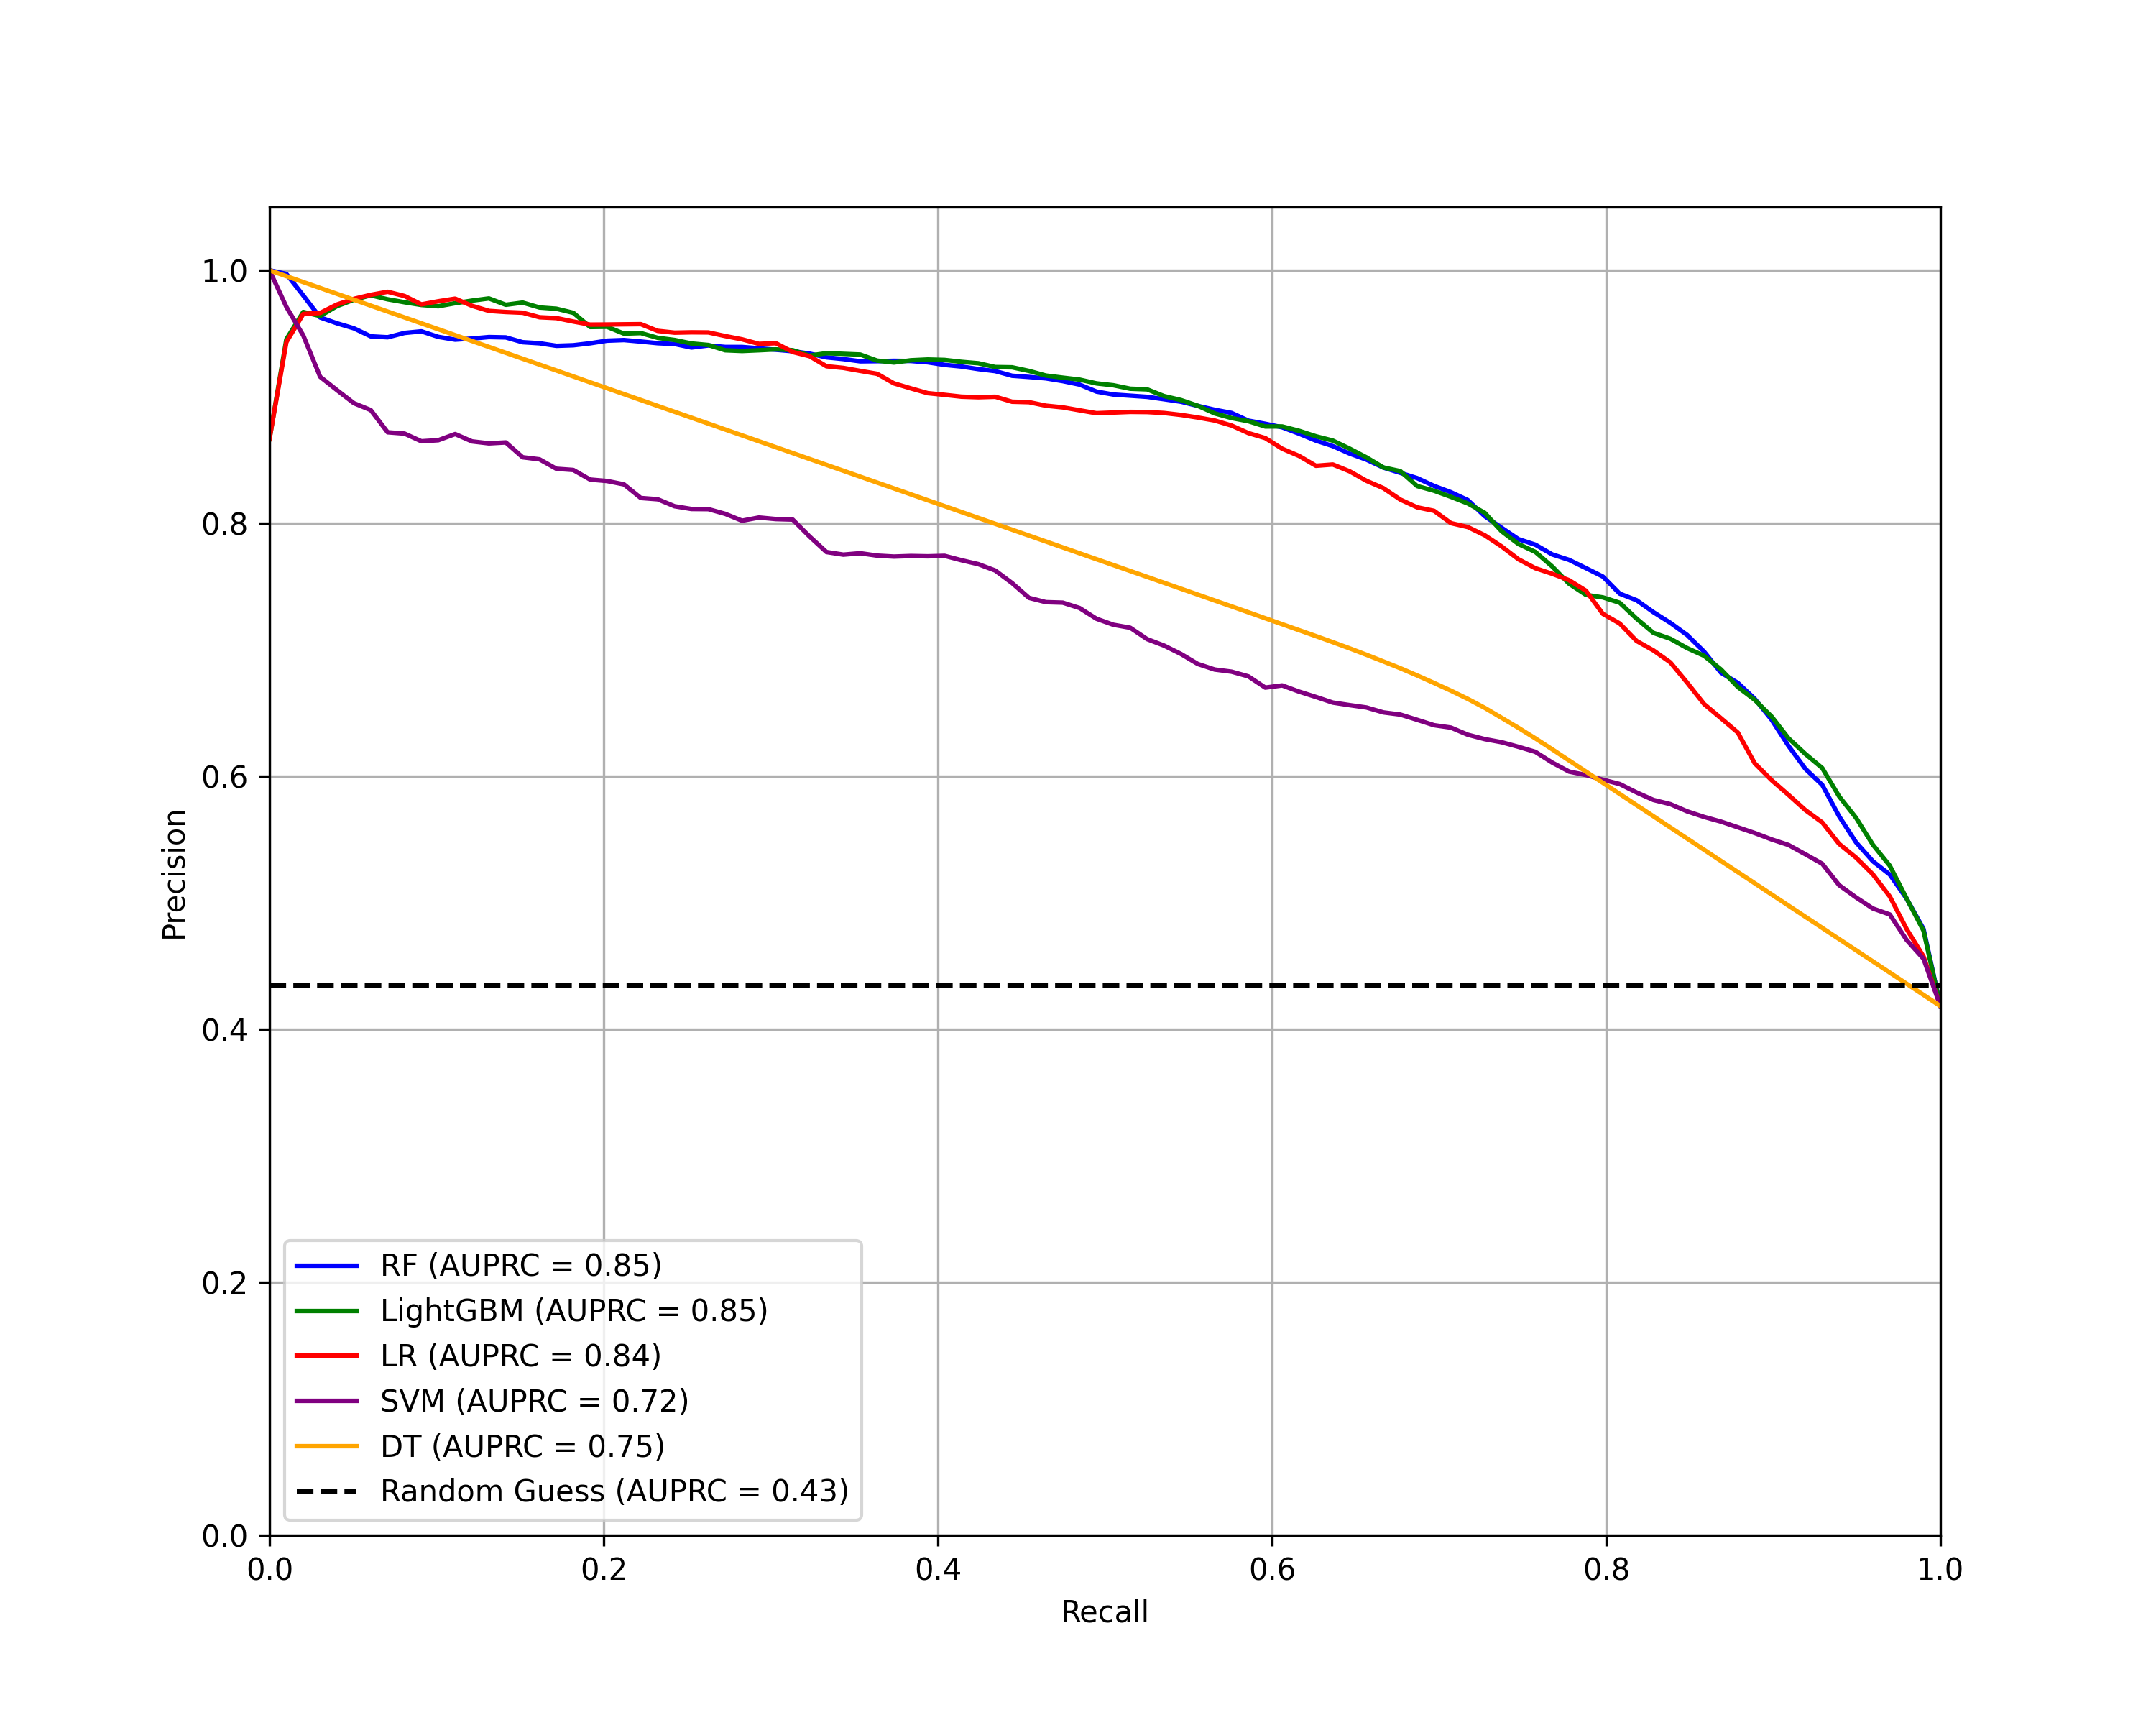 1.0
0.8
0.6
0.4
0.2
0.0
Precision
RF (AUPRC = 0.85)
LightGBM (AUPRC = 0.85)
LR (AUPRC = 0.84)
SVM (AUPRC = 0.72)
DT (AUPRC = 0.75)
Random Guess (AUPRC = 0.43)
0.0 0.2 0.4 0.6 0.8 1.0
Recall